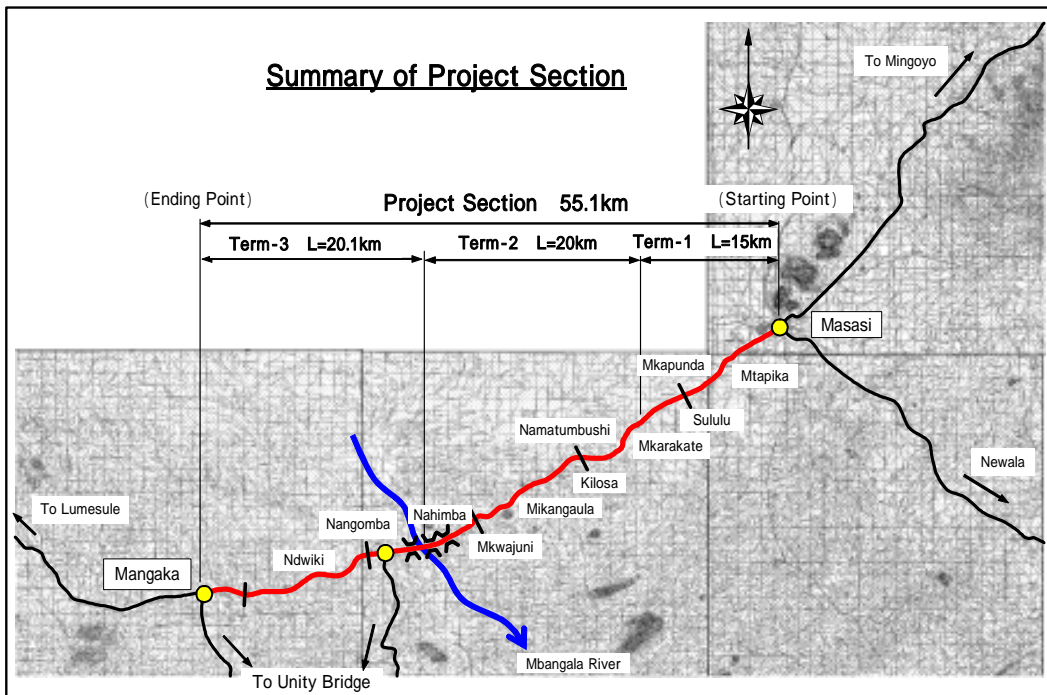 Summary of Project Section
To Mingoyo
(Ending Point)
(Starting Point)
Project Section 55.1km
Term-3 L=20.1km
Term-2 L=20km
Term-1 L=15km
Masasi
Mkapunda
Mtapika
Sululu
Namatumbushi
Mkarakate
Newala
Kilosa
To Lumesule
Nahimba
Mikangaula
Nangomba
Mkwajuni
Ndwiki
Mangaka
Mbangala River
To Unity Bridge